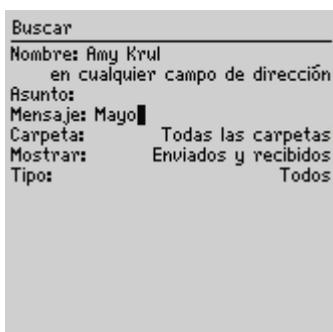 Buscar
Nombre: Amy Krul
en cualquier campo de dirección
Asunto:
Mensaje: Mayo
Carpeta: Todas las carpetas
Mostrar: Enviados y recibidos
Tipo: Todos